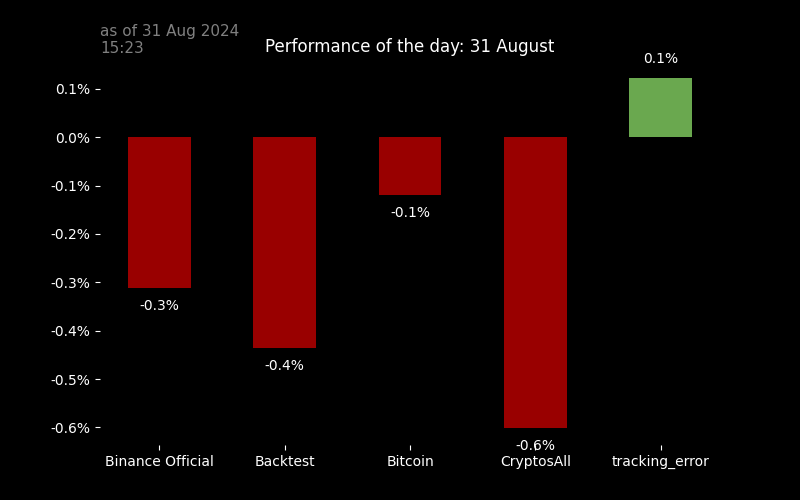 as of 31 Aug 2024
15:23
Performance of the day: 31 August
0.1%
0.1%
0.0%
-0.1%
-0.2%
-0.3%
-0.4%
-0.5%
-0.6%
-0.3%
-0.4%
-0.1%
-0.6%
Binance Official
Backtest
Bitcoin
CryptosAll
tracking_error